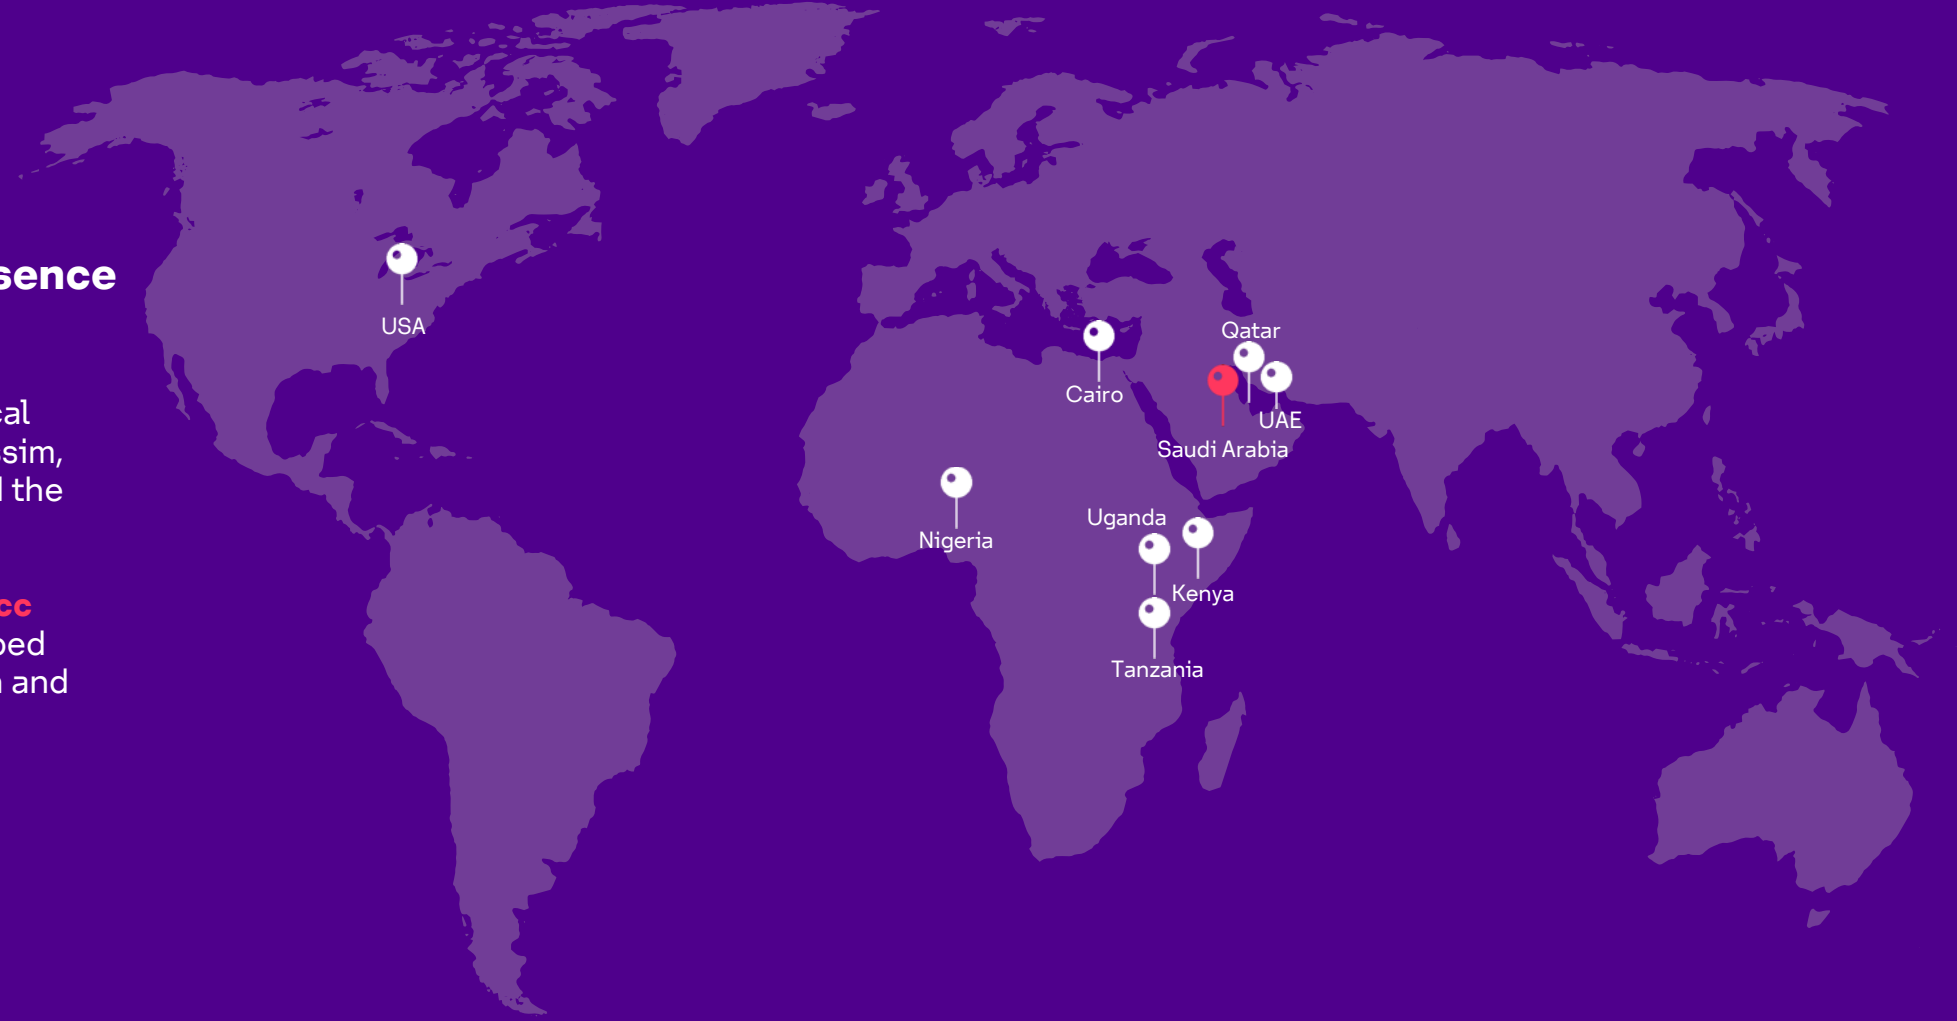 sence
cal
sim,
the
cc
ped
and
USA
Qatar
Cairo
UAE
Saudi Arabia
Nigeria
Uganda
Kenya
Tanzania